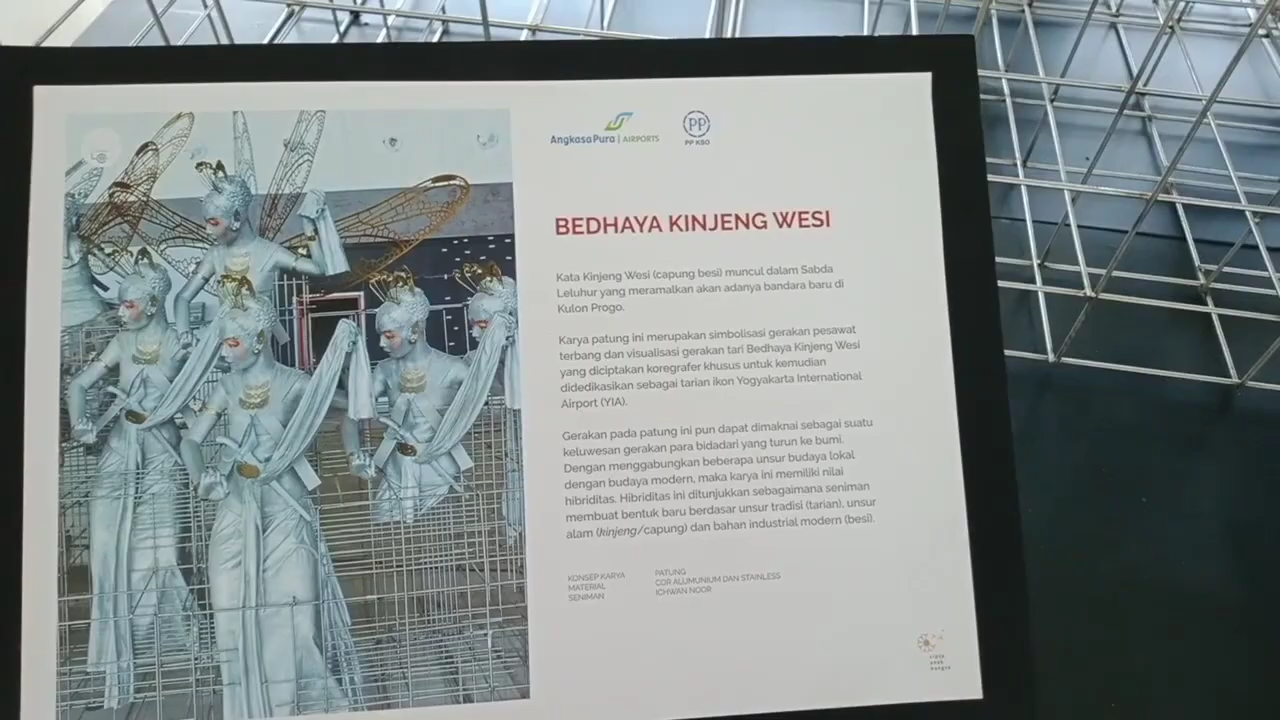 AngkasaPura | AIRPORTS
PP
PP KSO
BEDHAYA KINJENG WESI
Kata Kinjeng Wesi (capung besi) muncul dalam Sabda
Leluhur yang meramalkan akan adanya bandara baru di
Kulon Progo.
Karya patung ini merupakan simbolisasi gerakan pesawat
terbang dan visualisasi gerakan tari Bedhaya Kinjeng Wesi
yang diciptakan koregrafer khusus untuk kemudian
didedikasikan sebagai tarian ikon Yogyakarta International
Airport (YIA).
Gerakan pada patung ini pun dapat dimaknai sebagai suatu
keluwesan gerakan para bidadari yang turun ke bumi.
Dengan menggabungkan beberapa unsur budaya lokal
dengan budaya modern, maka karya ini memiliki nilai
hibriditas. Hibriditas ini ditunjukkan sebagaimana seniman
membuat bentuk baru berdasar unsur tradisi (tarian), unsur
alam (kinjeng/capung) dan bahan industrial modern (besi).
KONSEP KARYA PATUNG
MATERIAL COR ALUMUNIUM DAN STAINLESS
SENIMAN ICHWAN NOOR
cipta
anak
bangsa